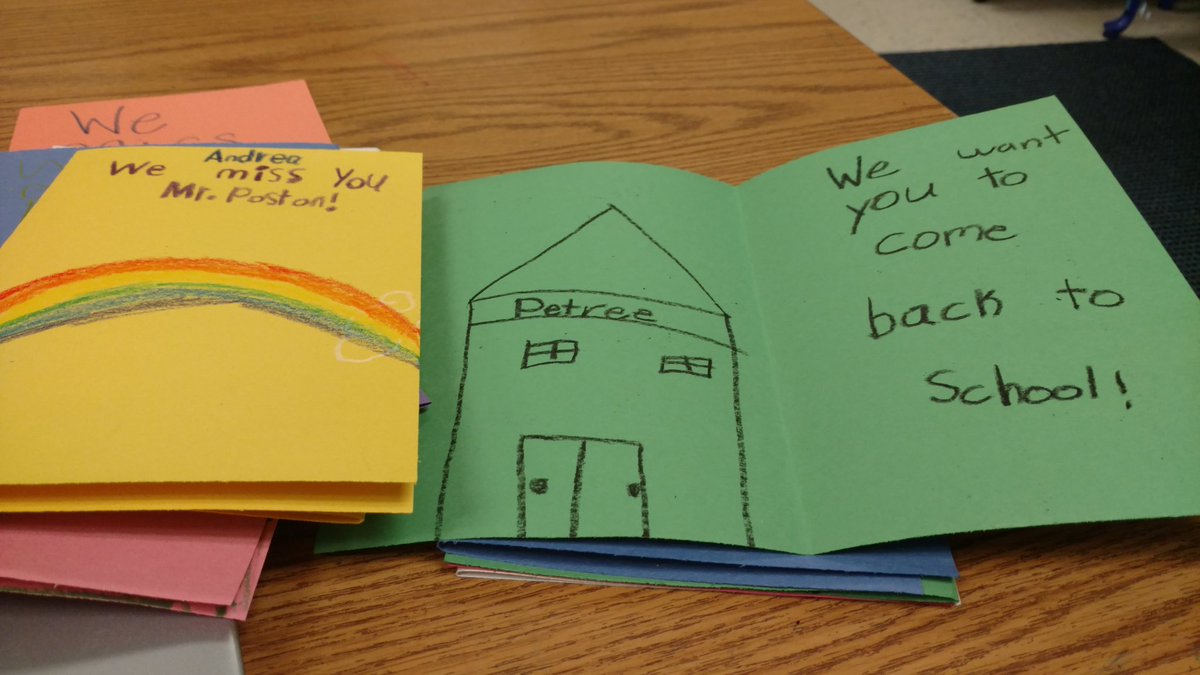 We
Andrea
We miss you
Mr. Poston!
Petree
We want
you to
come
back to
School!